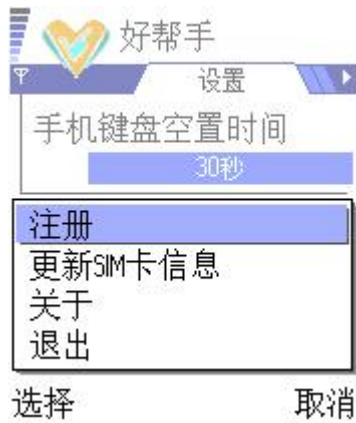 好帮手
设置
手机键盘空置时间
30秒
注册
更新SIM卡信息
关于
退出
选择 取消